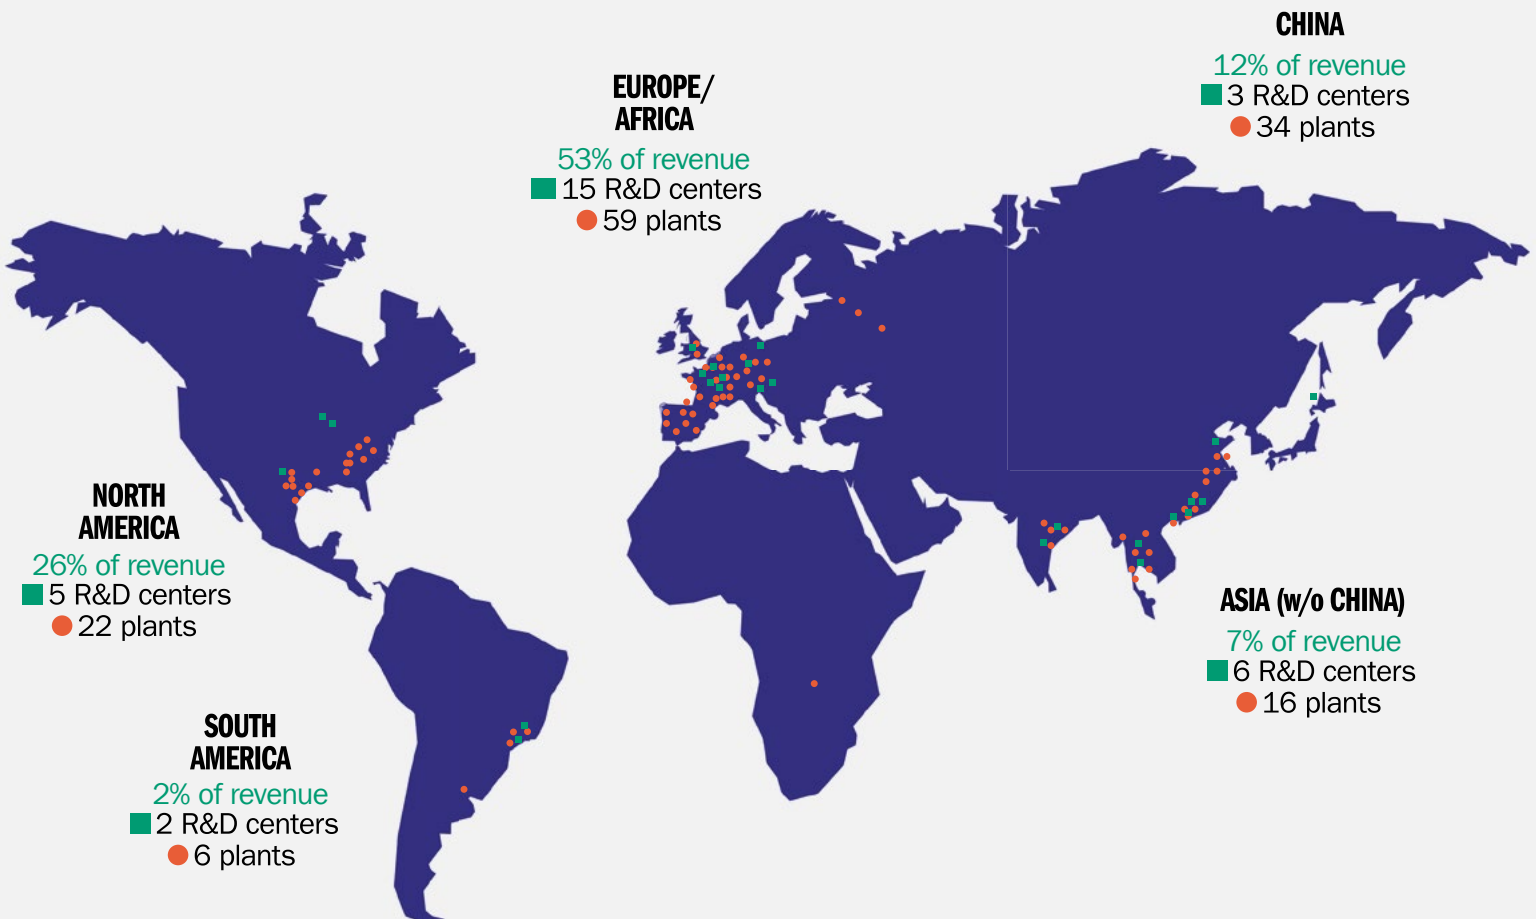 CHINA
12% of revenue
3 R&D centers
34 plants
EUROPE/
AFRICA
53% of revenue
15 R&D centers
59 plants
NORTH
AMERICA
26% of revenue
5 R&D centers
22 plants
ASIA (w/o CHINA)
7% of revenue
6 R&D centers
16 plants
SOUTH
AMERICA
2% of revenue
2 R&D centers
6 plants